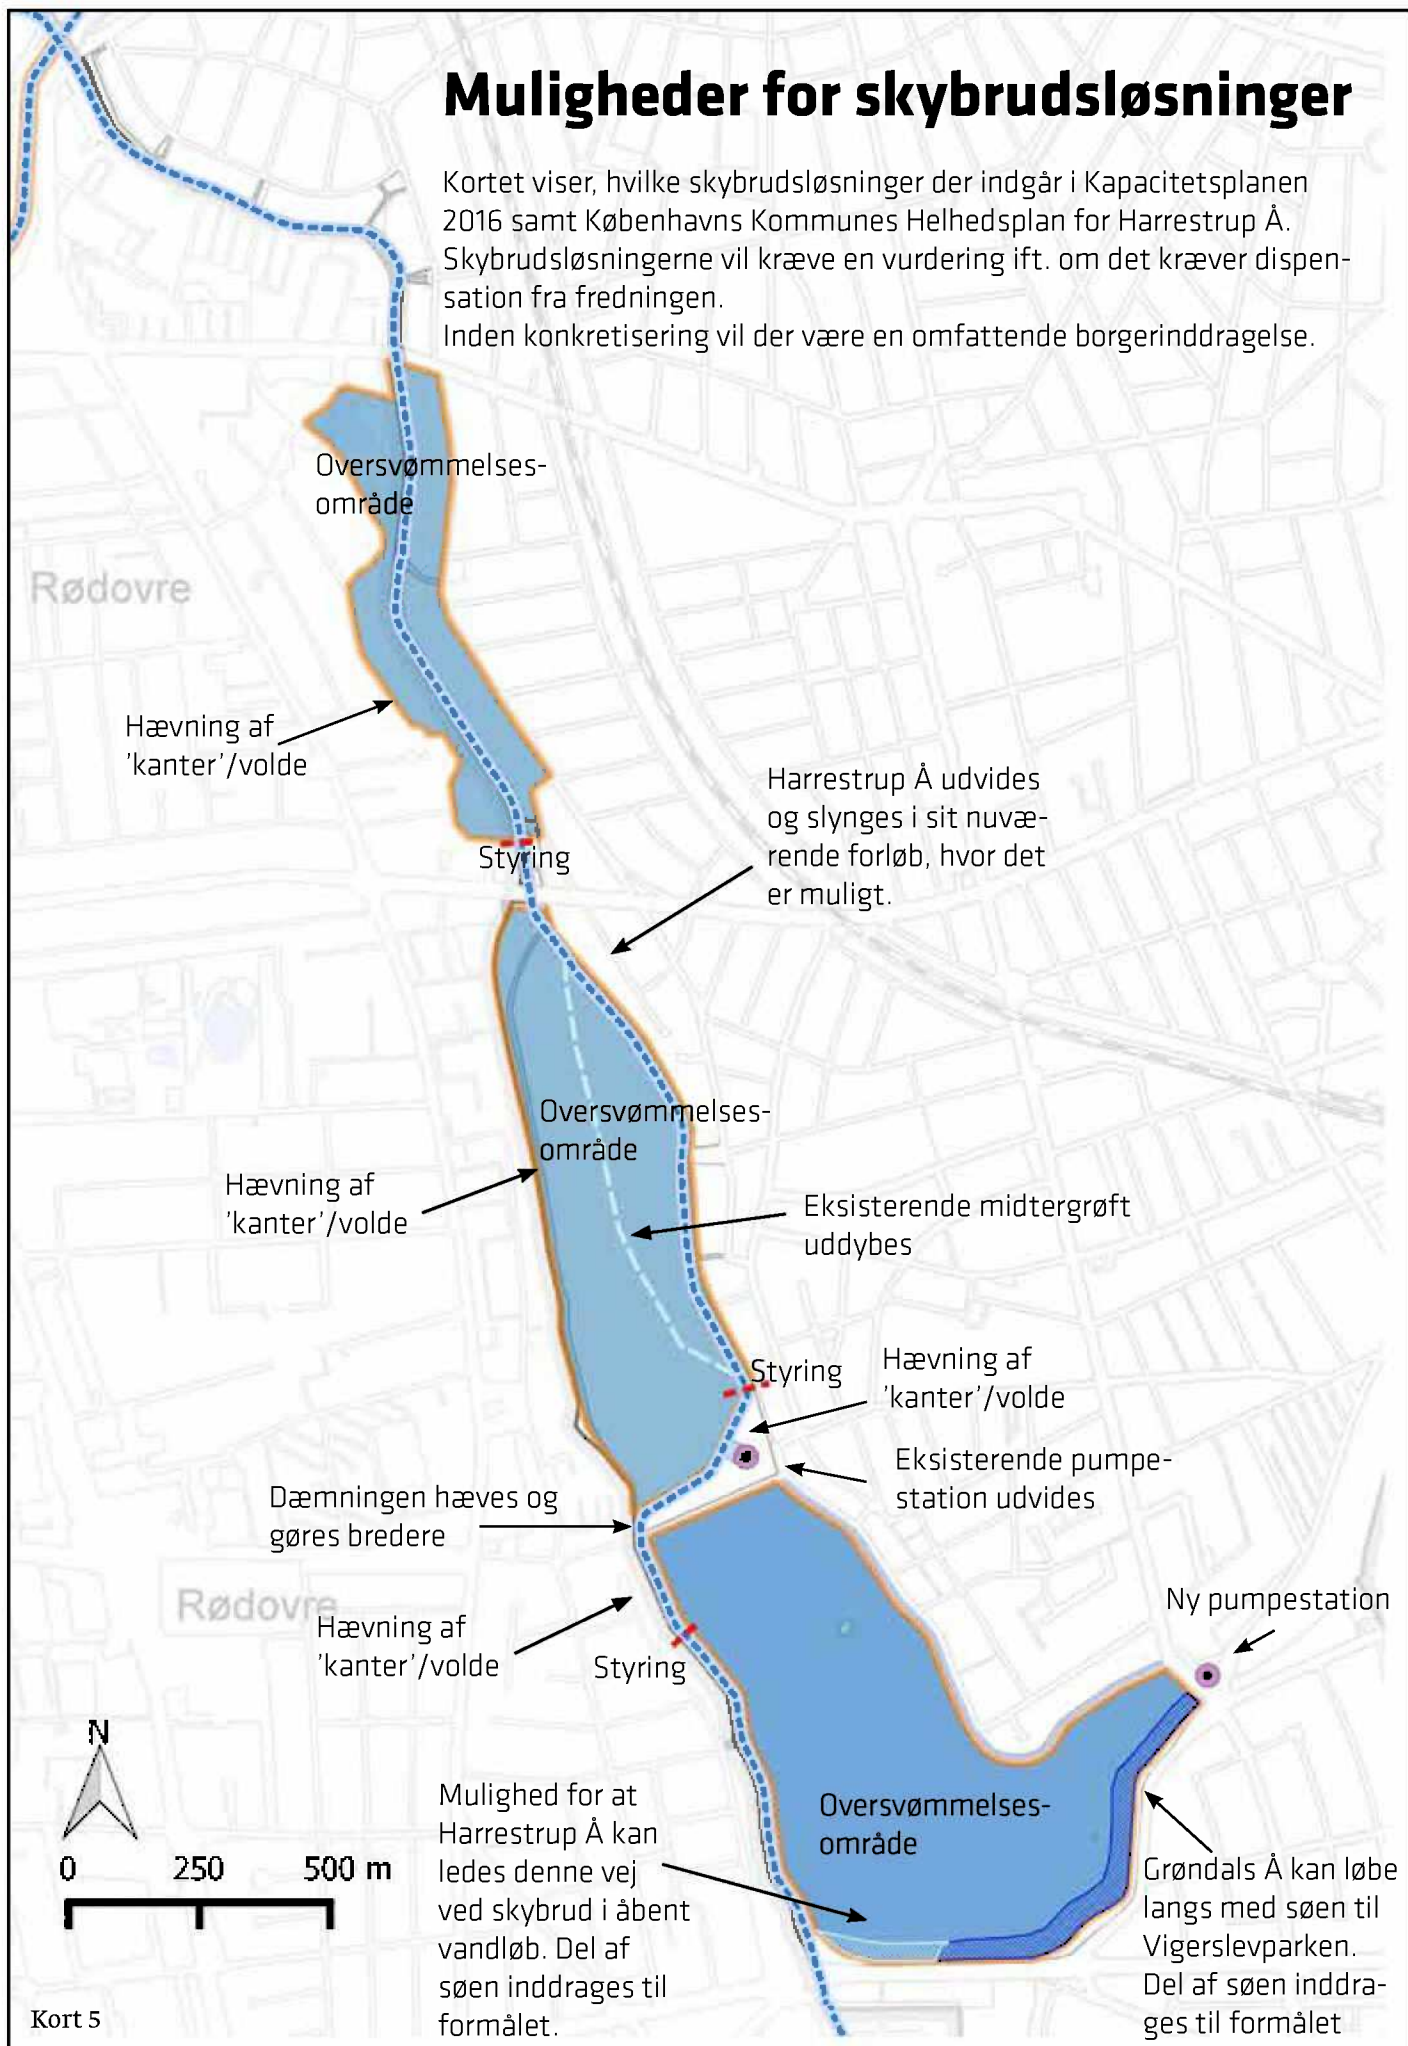 Muligheder for skybrudsløsninger
Kortet viser, hvilke skybrudsløsninger der indgår i Kapacitetsplanen
2016 samt Københavns Kommunes Helhedsplan for Harrestrup Å.
Skybrudsløsningerne vil kræve en vurdering ift. om det kræver dispen-
sation fra fredningen.
Inden konkretisering vil der være en omfattende borgerinddragelse.
Oversvømmelses-
område
Rødovre
Hævning af
'kanter'/volde
Harrestrup Å udvides
og slynges i sit nuvæ-
rende forløb, hvor det
er muligt.
Styring
Oversvømmelses-
område
Hævning af
'kanter'/volde
Eksisterende midtergrøft
uddybes
Styring
Hævning af
'kanter'/volde
Eksisterende pumpe-
station udvides
Dæmningen hæves og
gøres bredere
Rødovre
Hævning af
'kanter'/volde
Styring
Ny pumpestation
N
0 250 500 m
Mulighed for at
Harrestrup Å kan
ledes denne vej
ved skybrud i åbent
vandløb. Del af
søen inddrages til
formålet.
Oversvømmelses-
område
Grøndals Å kan løbe
langs med søen til
Vigerslevparken.
Del af søen inddra-
ges til formålet
Kort 5